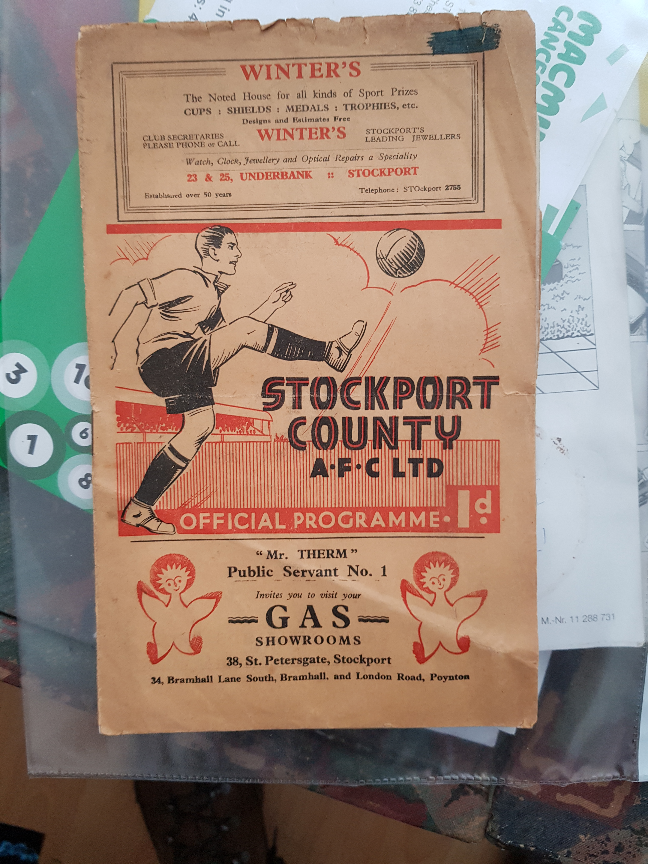 WINTER'S
The Noted House for all kinds of Sport Prizes
CUPS : SHIELDS : MEDALS : TROPHIES, etc.
Designs and Estimates Free
CLUB SECRETARIES
PLEASE PHONE or CALL
WINTER'S
STOCKPORT'S
LEADING JEWELLERS
Watch, Clock, Jewellery and Optical Repairs a Speciality
23 & 25, UNDERBANK :: STOCKPORT
Established over 50 years
Telephone: STOckport 2755
STOCKPORT
COUNTY
A·F·C LTD
OFFICIAL PROGRAMME· 1d.
"Mr. THERM"
Public Servant No. 1
Invites you to visit your
GAS
SHOWROOMS
38, St. Petersgate, Stockport
34, Bramhall Lane South, Bramhall, and London Road, Poynton
MACM
CANCE
3
1
6
8
M.-Nr. 11 288 731